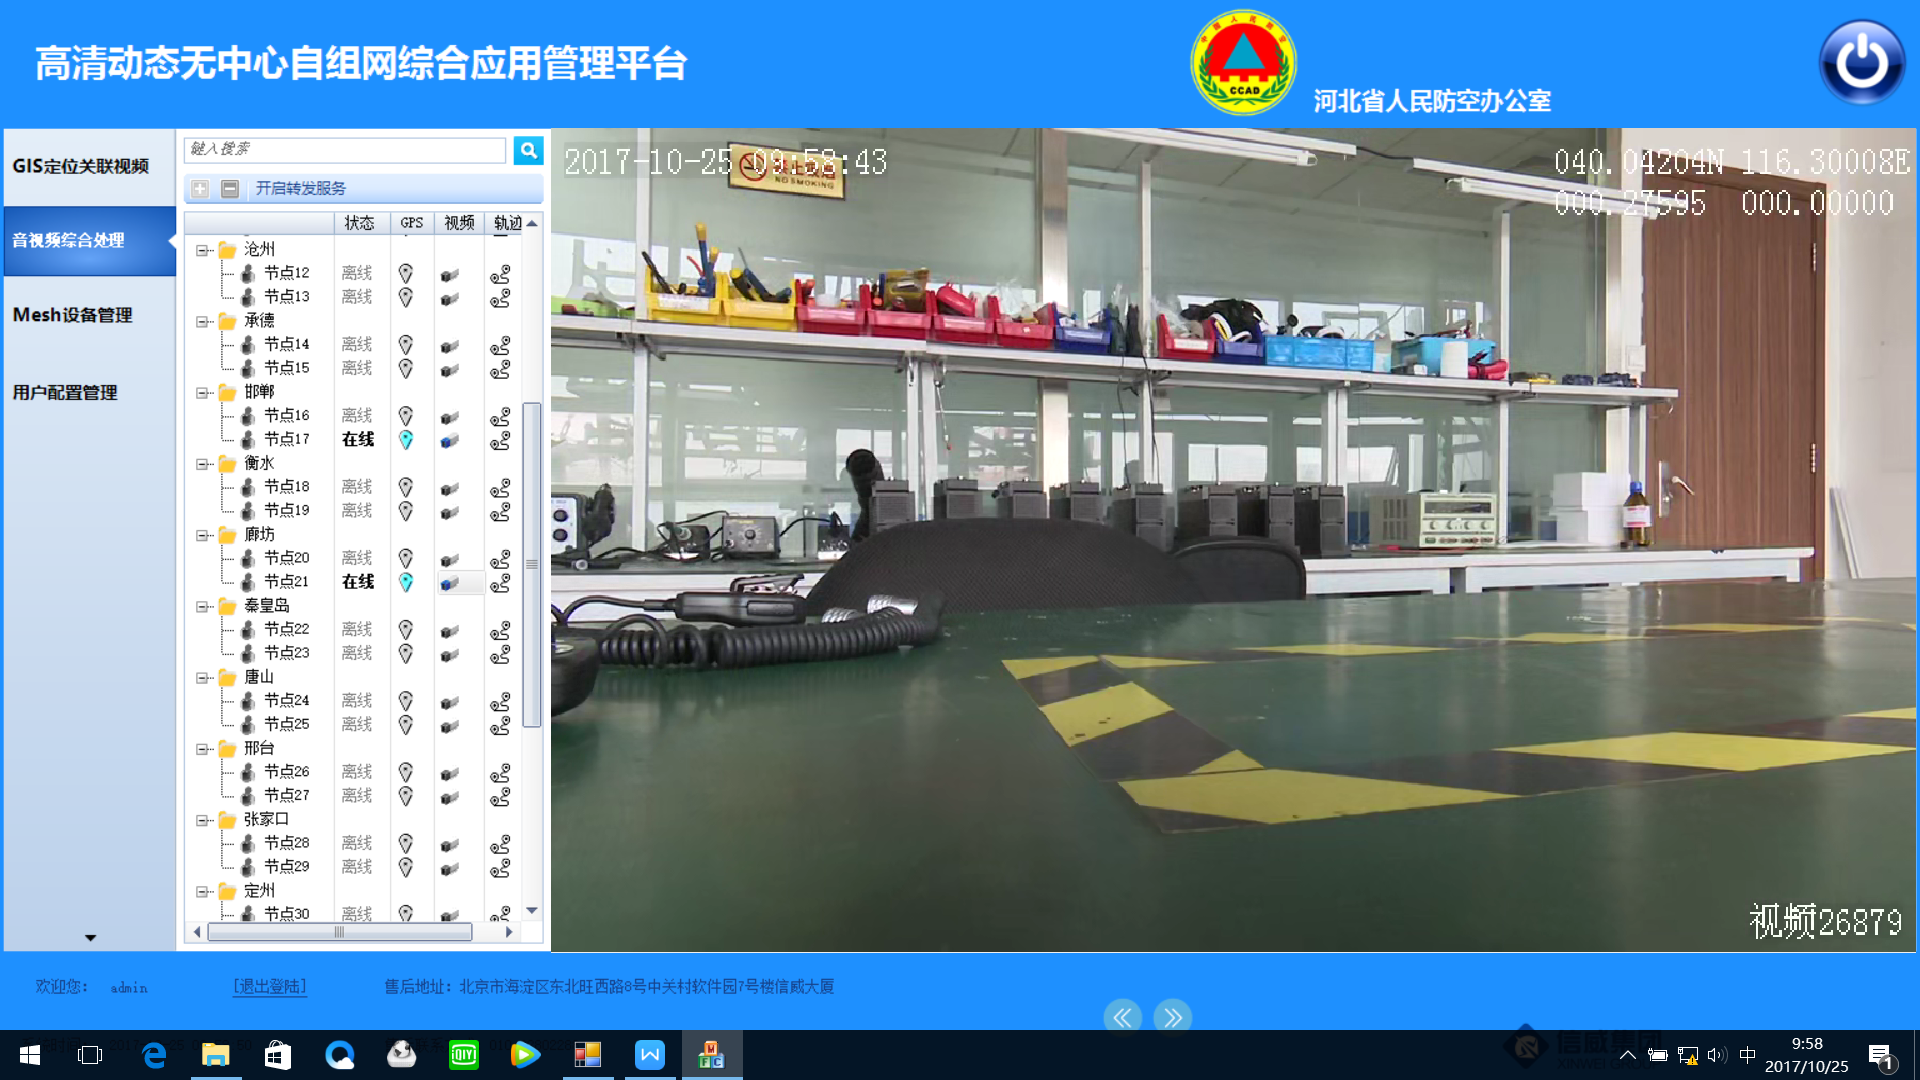 高清动态无中心自组网综合应用管理平台
CCAD
河北省人民防空办公室
GIS定位关联视频
音视频综合处理
Mesh设备管理
用户配置管理
键入搜索
开启转发服务
状态 GPS 视频 轨迹
沧州
节点12 离线
节点13 离线
承德
节点14 离线
节点15 离线
邯郸
节点16 离线
节点17 在线
衡水
节点18 离线
节点19 离线
廊坊
节点20 离线
节点21 在线
秦皇岛
节点22 离线
节点23 离线
唐山
节点24 离线
节点25 离线
邢台
节点26 离线
节点27 离线
张家口
节点28 离线
节点29 离线
定州
节点30 离线
2017-10-25 09:58:43
NO SMOKING
040.04204N 116.30008E
000.27595 000.00000
视频26879
欢迎您: admin
[退出登陆]
售后地址: 北京市海淀区东北旺西路8号中关村软件园7号楼信威大厦
信威集团
XINWEI GROUP
QIYI
W
M F C
中
9:58
2017/10/25
1